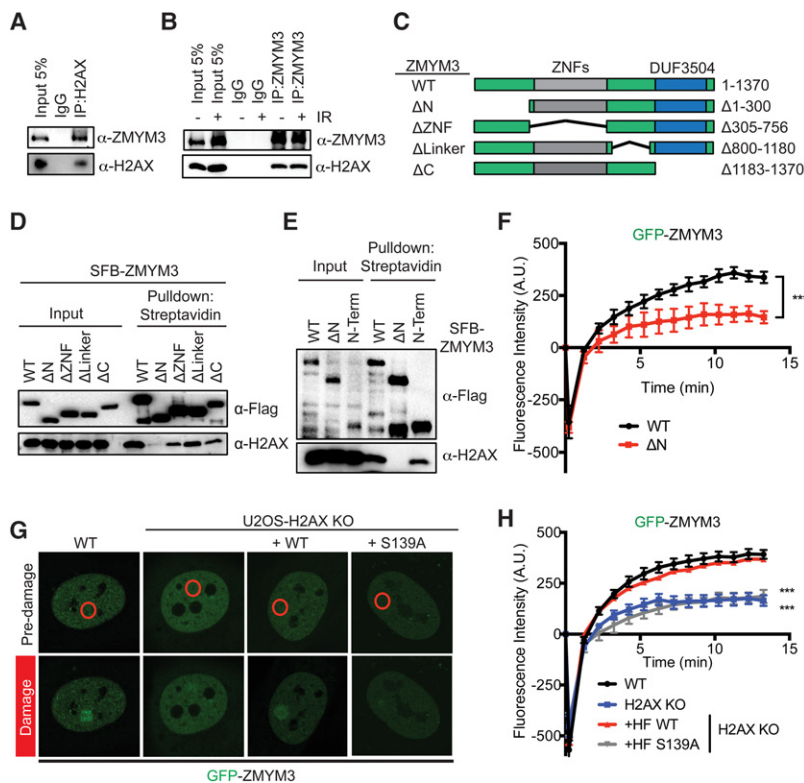 A
Input 5%
IgG
IP:H2AX
α-ZMYM3
α-H2AX
B
Input 5%
Input 5%
IgG
IgG
IP:ZMYM3
IP:ZMYM3
- + - + - + IR
α-ZMYM3
α-H2AX
C
ZMYM3 ZNFs DUF3504
WT 1-1370
ΔN Δ1-300
ΔZNF Δ305-756
ΔLinker Δ800-1180
ΔC Δ1183-1370
D
SFB-ZMYM3
Input
Pulldown:
Streptavidin
WT ΔN ΔZNF ΔLinker ΔC WT ΔN ΔZNF ΔLinker ΔC
α-Flag
α-H2AX
E
Input
Pulldown:
Streptavidin
WT ΔN N-Term WT ΔN N-Term
SFB-
ZMYM3
α-Flag
α-H2AX
F
GFP-ZMYM3
Fluorescence Intensity (A.U.)
500
250
0
-250
-500
5 10 15
Time (min)
WT
ΔN
G
U2OS-H2AX KO
WT + WT + S139A
Pre-damage
Damage
GFP-ZMYM3
H
GFP-ZMYM3
Fluorescence Intensity (A.U.)
500
250
0
-250
-500
5 10 15
***
***
Time (min)
WT
H2AX KO
+HF WT
+HF S139A
H2AX KO